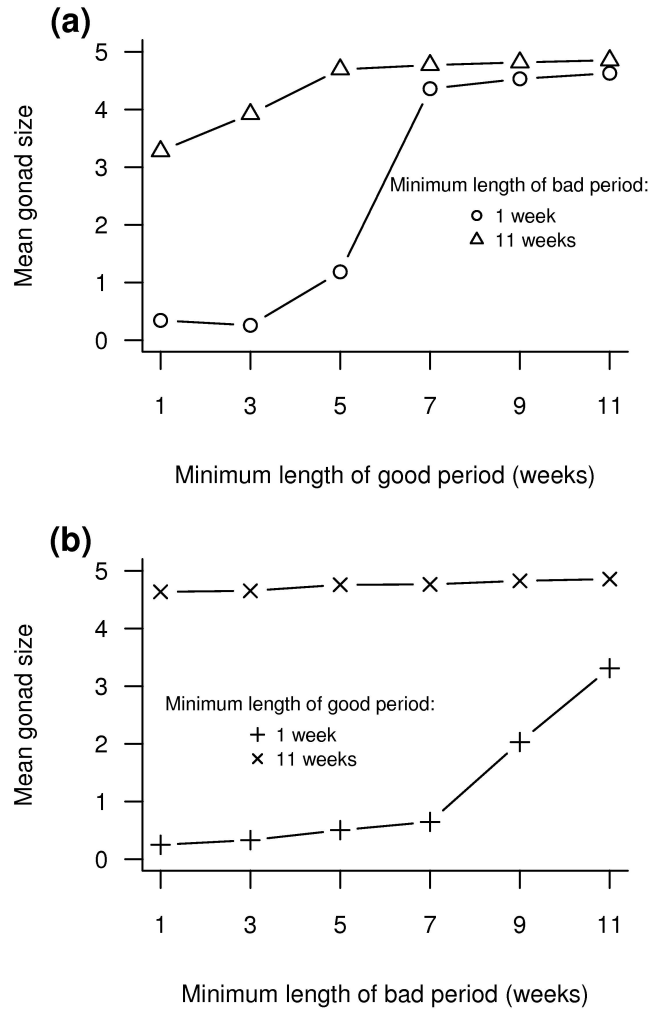 (a)
5
4
3
2
1
0
Mean gonad size
Minimum length of bad period:
1 week
11 weeks
1 3 5 7 9 11
Minimum length of good period (weeks)
(b)
5
4
3
2
1
0
Mean gonad size
Minimum length of good period:
1 week
11 weeks
1 3 5 7 9 11
Minimum length of bad period (weeks)